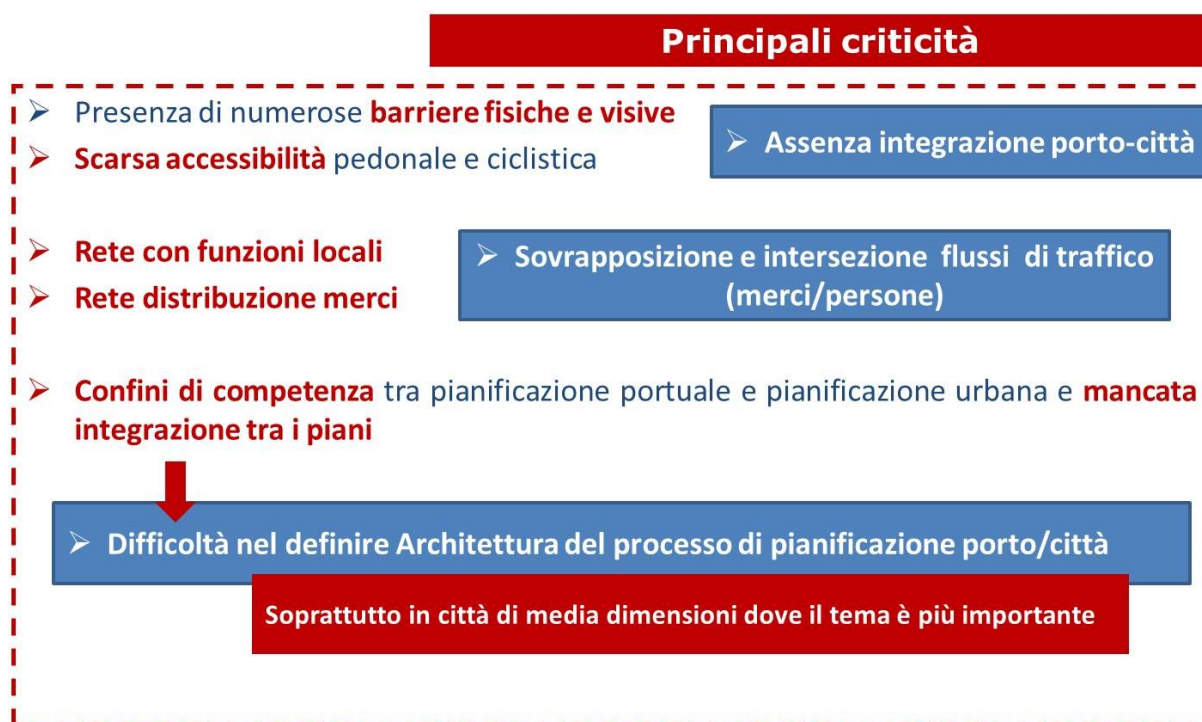 Principali criticità
➢ Presenza di numerose barriere fisiche e visive
➢ Scarsa accessibilità pedonale e ciclistica
➢ Assenza integrazione porto-città
➢ Rete con funzioni locali
➢ Rete distribuzione merci
➢ Sovrapposizione e intersezione flussi di traffico
(merci/persone)
➢ Confini di competenza tra pianificazione portuale e pianificazione urbana e mancata
integrazione tra i piani
➢ Difficoltà nel definire Architettura del processo di pianificazione porto/città
Soprattutto in città di media dimensioni dove il tema è più importante